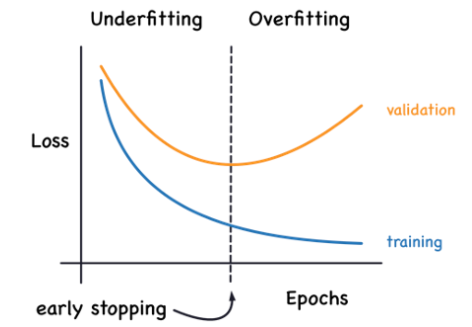 Underfitting
Overfitting
validation
Loss
training
early stopping
Epochs